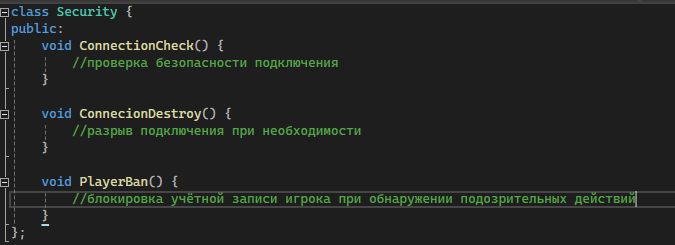 class Security {
public:
    void ConnectionCheck() {
        //проверка безопасности подключения
    }

    void ConnecionDestroy() {
        //разрыв подключения при необходимости
    }

    void PlayerBan() {
        //блокировка учётной записи игрока при обнаружении подозрительных действий
    }
};